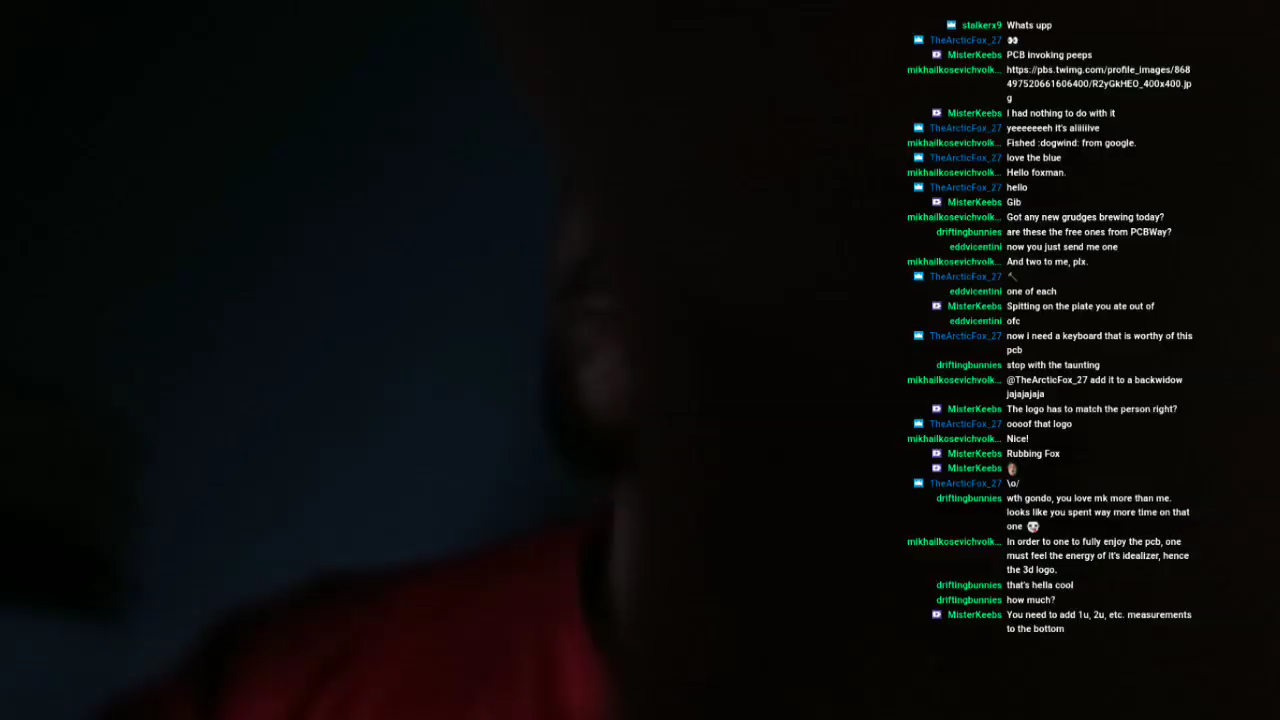 stalkerx9 Whats upp
TheArcticFox_27 👀
MisterKeebs PCB invoking peeps
mikhailkosevichvolk... https://pbs.twimg.com/profile_images/868
497520661606400/R2yGkHEO_400x400.jp
g
MisterKeebs I had nothing to do with it
TheArcticFox_27 yeeeeeeeh it's aliiiiive
mikhailkosevichvolk... Fished :dogwind: from google.
TheArcticFox_27 love the blue
mikhailkosevichvolk... Hello foxman.
TheArcticFox_27 hello
MisterKeebs Gib
mikhailkosevichvolk... Got any new grudges brewing today?
driftingbunnies are these the free ones from PCBWay?
eddvicentini now you just send me one
mikhailkosevichvolk... And two to me, plx.
TheArcticFox_27
eddvicentini one of each
MisterKeebs Spitting on the plate you ate out of
eddvicentini ofc
TheArcticFox_27 now i need a keyboard that is worthy of this
pcb
driftingbunnies stop with the taunting
mikhailkosevichvolk... @TheArcticFox_27 add it to a backwidow
jajajajaja
MisterKeebs The logo has to match the person right?
TheArcticFox_27 oooof that logo
mikhailkosevichvolk... Nice!
MisterKeebs Rubbing Fox
MisterKeebs
TheArcticFox_27 \o/
driftingbunnies wth gondo, you love mk more than me.
looks like you spent way more time on that
one
mikhailkosevichvolk... In order to one to fully enjoy the pcb, one
must feel the energy of it's idealizer, hence
the 3d logo.
driftingbunnies that's hella cool
driftingbunnies how much?
MisterKeebs You need to add 1u, 2u, etc. measurements
to the bottom